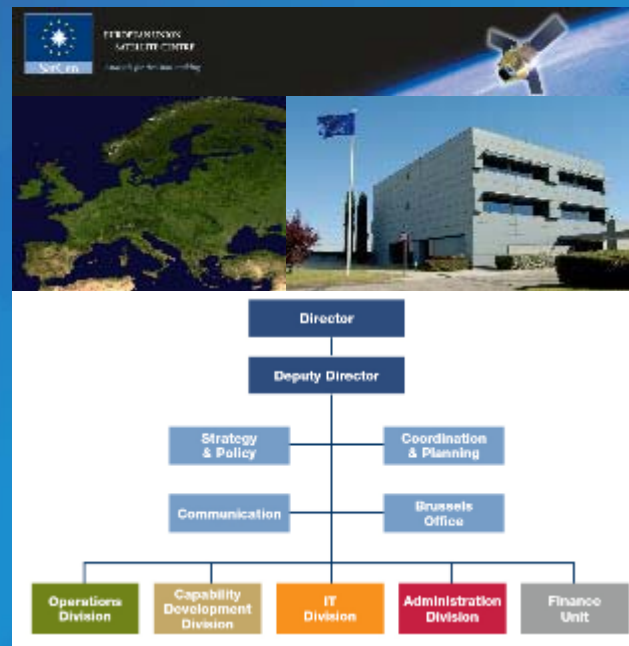 EUROPEAN UNION
SATELLITE CENTRE
SatCen
Director
Deputy Director
Strategy
& Policy
Coordination
& Planning
Communication
Brussels
Office
Operations
Division
Capability
Development
Division
IT
Division
Administration
Division
Finance
Unit